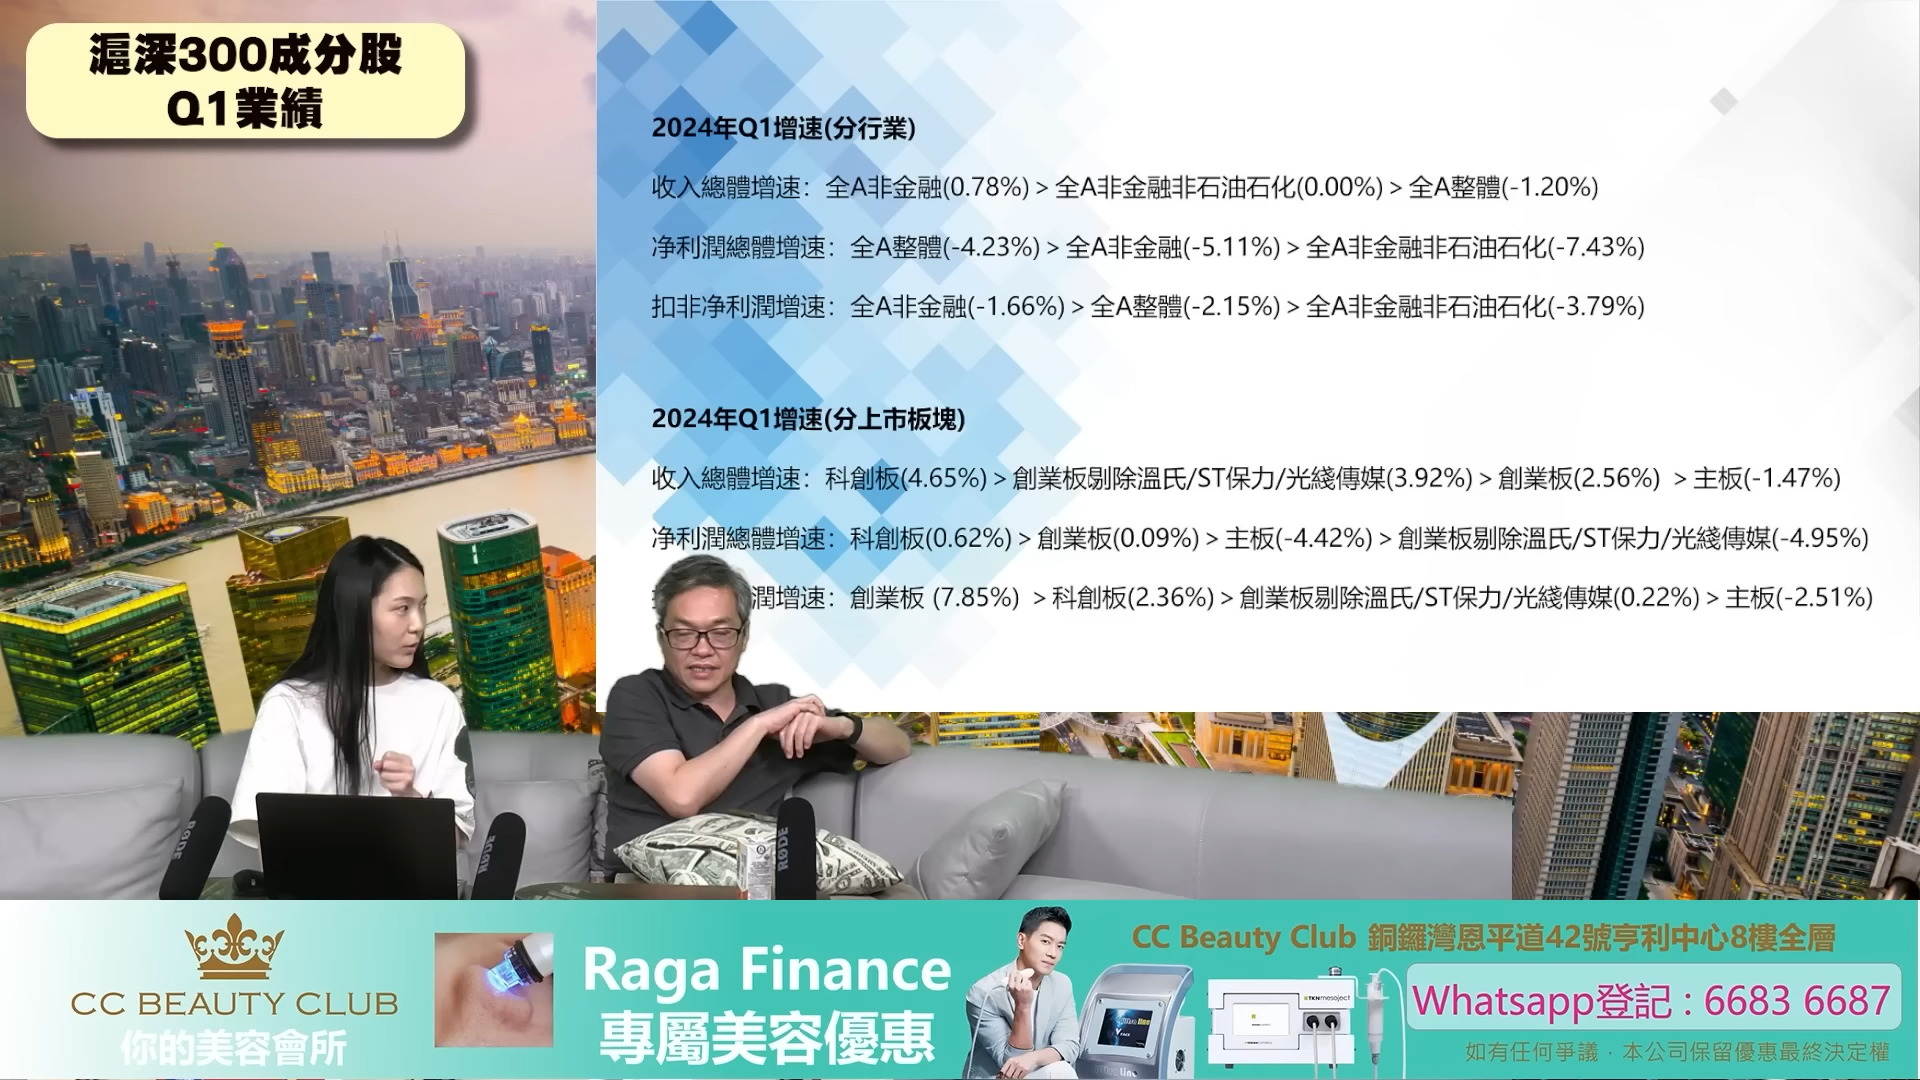 滬深300成分股
Q1業績
2024年Q1增速(分行業)
收入總體增速：全A非金融(0.78%) > 全A非金融非石油石化(0.00%) > 全A整體(-1.20%)
净利潤總體增速：全A整體(-4.23%) > 全A非金融(-5.11%) > 全A非金融非石油石化(-7.43%)
扣非净利潤增速：全A非金融(-1.66%) > 全A整體(-2.15%) > 全A非金融非石油石化(-3.79%)
2024年Q1增速(分上市板塊)
收入總體增速：科創板(4.65%) > 創業板剔除溫氏/ST保力/光綫傳媒(3.92%) > 創業板(2.56%) > 主板(-1.47%)
净利潤總體增速：科創板(0.62%) > 創業板(0.09%) > 主板(-4.42%) > 創業板剔除溫氏/ST保力/光綫傳媒(-4.95%)
潤增速：創業板 (7.85%) > 科創板(2.36%) > 創業板剔除溫氏/ST保力/光綫傳媒(0.22%) > 主板(-2.51%)
RØDE
RØDE
RØDE
CC BEAUTY CLUB
你的美容會所
Raga Finance
專屬美容優惠
CC Beauty Club 銅鑼灣恩平道42號亨利中心8樓全層
Whatsapp登記 : 6683 6687
如有任何爭議．本公司保留優惠最終決定權